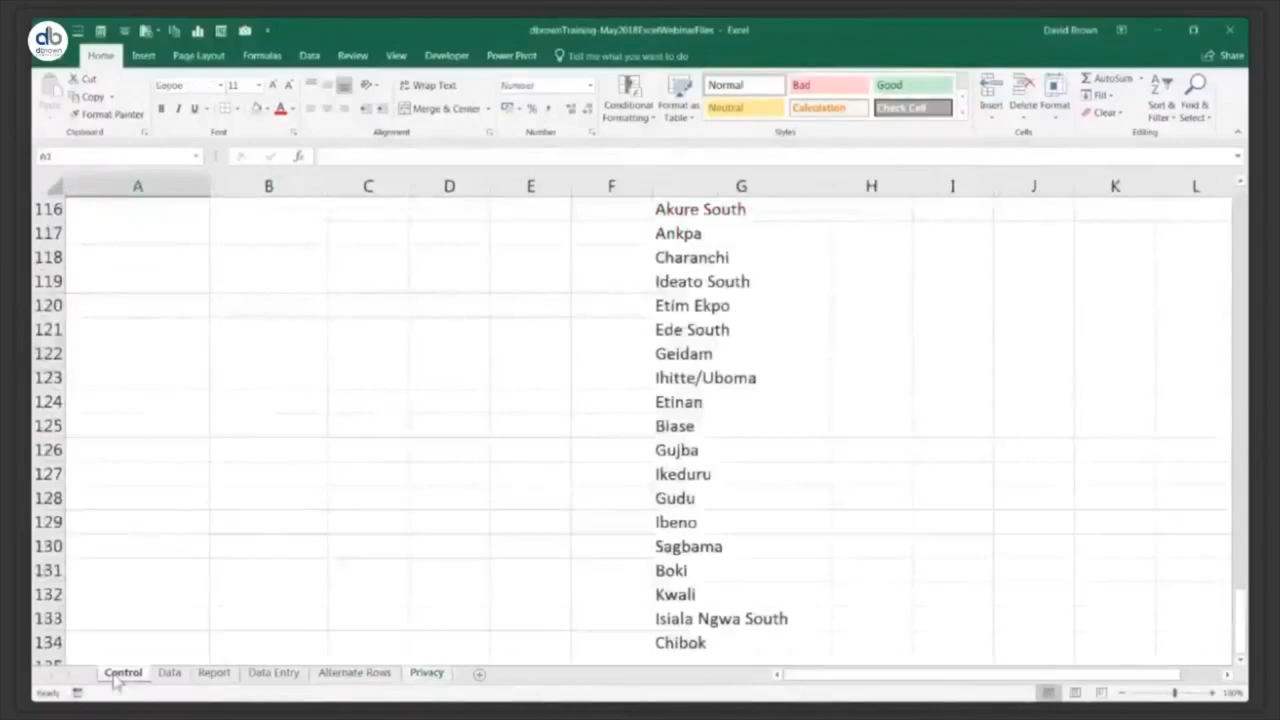 db
dbrown
dbrownTraining-May2018ExcelWebinarFiles - Excel
David Brown
Home Insert Page Layout Formulas Data Review View Developer Power Pivot Tell me what you want to do Share
Cut
Copy
Format Painter
Paste
Clipboard
11
B I U
Font
Wrap Text
Merge & Center
Alignment
Number
Number
Conditional Formatting
Format as Table
Normal Bad Good
Neutral Calculation Check Cell
Styles
Insert Delete Format
Cells
AutoSum
Fill
Clear
Sort & Filter
Find & Select
Editing
A1
fx
A B C D E F G H I J K L
116 Akure South
117 Ankpa
118 Charanchi
119 Ideato South
120 Etim Ekpo
121 Ede South
122 Geidam
123 Ihitte/Uboma
124 Etinan
125 Biase
126 Gujba
127 Ikeduru
128 Gudu
129 Ibeno
130 Sagbama
131 Boki
132 Kwali
133 Isiala Ngwa South
134 Chibok
135
Control Data Report Data Entry Alternate Rows Privacy
Ready